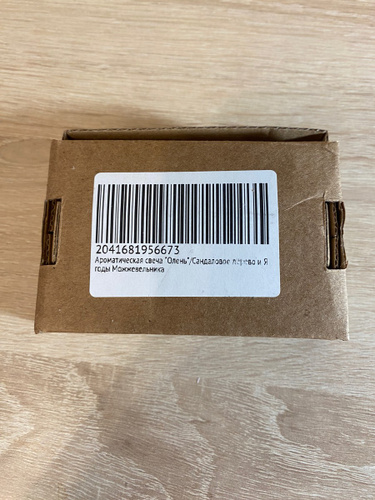 2041681956673
Ароматическая свеча "Олень"/Сандаловое дерево и Я
годы Можжевельника